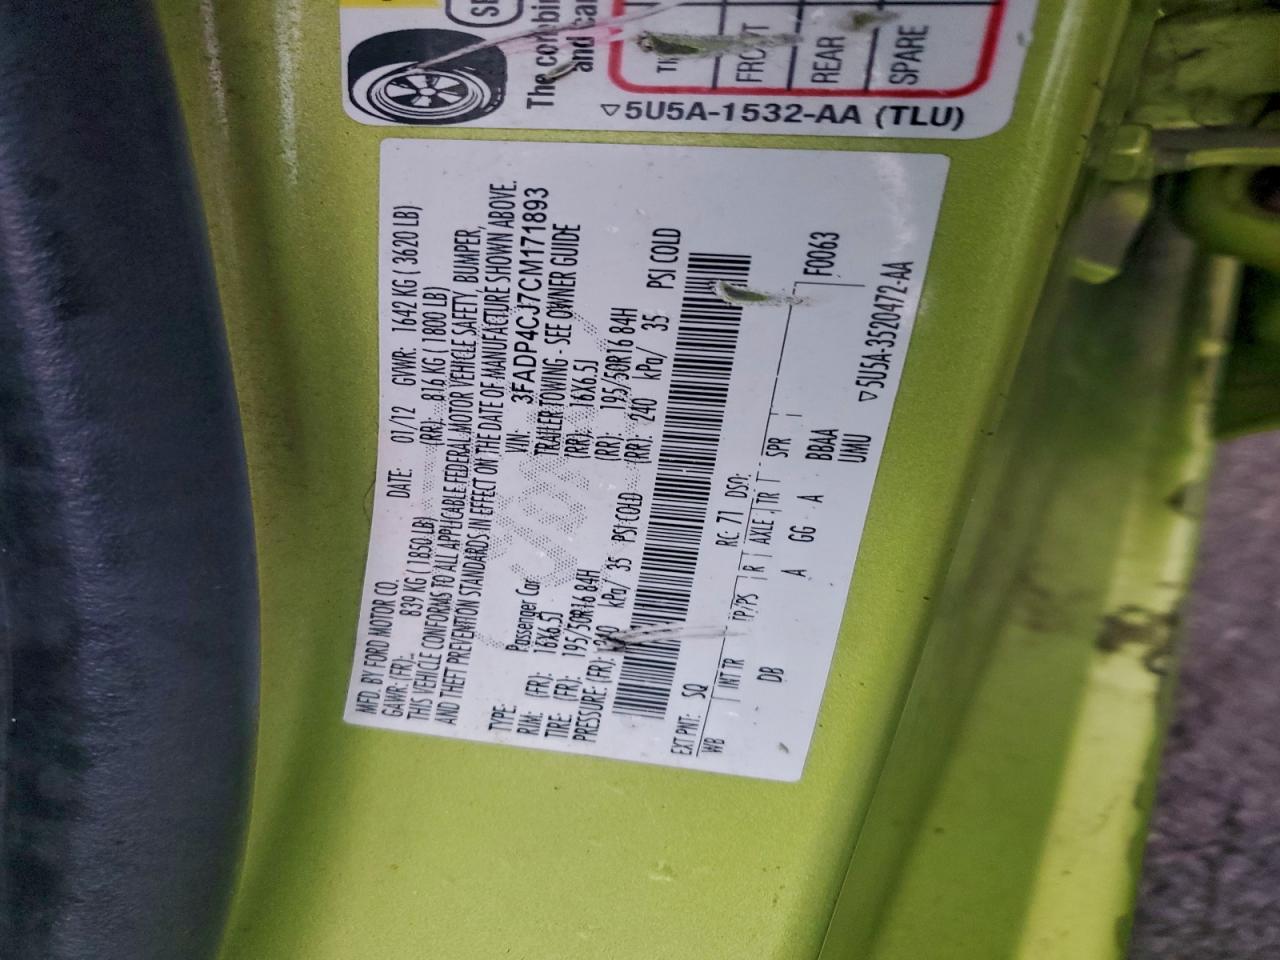 SE
The combin
and ca
TI
FRONT
REAR
SPARE
▽5U5A-1532-AA (TLU)
MFD. BY FORD MOTOR CO.
DATE: 01/12 GVWR: 1642 KG ( 3620 LB)
GAWR: (FR): 839 KG ( 1850 LB) (RR): 816 KG ( 1800 LB)
THIS VEHICLE CONFORMS TO ALL APPLICABLE FEDERAL MOTOR VEHICLE SAFETY, BUMPER,
AND THEFT PREVENTION STANDARDS IN EFFECT ON THE DATE OF MANUFACTURE SHOWN ABOVE.
VIN: 3FADP4CJ7CM171893
TYPE: Passenger Car TRAILER TOWING - SEE OWNER GUIDE
RIM: (FR): 16X6.5J (RR): 16X6.5J
TIRE: (FR): 195/50R16 84H (RR): 195/50R16 84H
PRESSURE: (FR): 240 kPa/ 35 PSI COLD (RR): 240 kPa/ 35 PSI COLD
EXT PNT: SQ RC: 71 DSO:
WB INT TR TP/PS R AXLE TR SPR F0063
DB A GG A BBAA
UMU
▽5U5A-3520472-AA